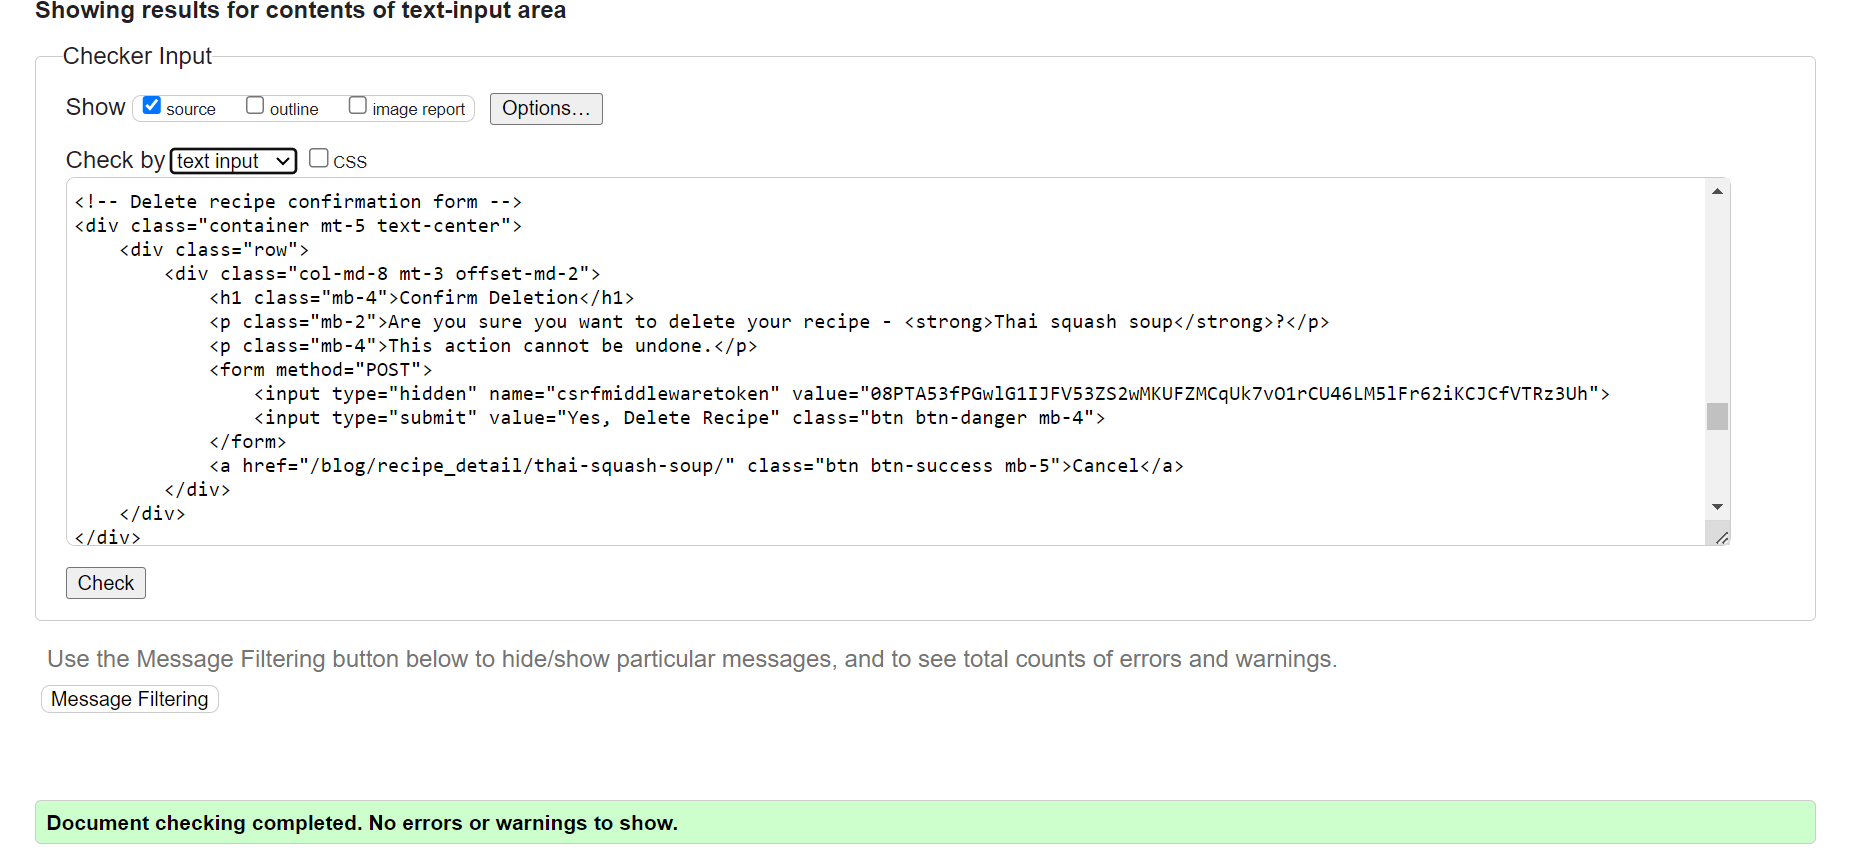 Showing results for contents of text-input area
Checker Input
Show source outline image report Options...
Check by text input CSS
<!-- Delete recipe confirmation form -->
<div class="container mt-5 text-center">
<div class="row">
<div class="col-md-8 mt-3 offset-md-2">
<h1 class="mb-4">Confirm Deletion</h1>
<p class="mb-2">Are you sure you want to delete your recipe - <strong>Thai squash soup</strong>?</p>
<p class="mb-4">This action cannot be undone.</p>
<form method="POST">
<input type="hidden" name="csrfmiddlewaretoken" value="08PTA53fPGwlG1IJFV53ZS2wMKUFZMCqUk7vO1rCU46LM5lFr62iKCJCfVTRz3Uh">
<input type="submit" value="Yes, Delete Recipe" class="btn btn-danger mb-4">
</form>
<a href="/blog/recipe_detail/thai-squash-soup/" class="btn btn-success mb-5">Cancel</a>
</div>
</div>
</div>
Check
Use the Message Filtering button below to hide/show particular messages, and to see total counts of errors and warnings.
Message Filtering
Document checking completed. No errors or warnings to show.